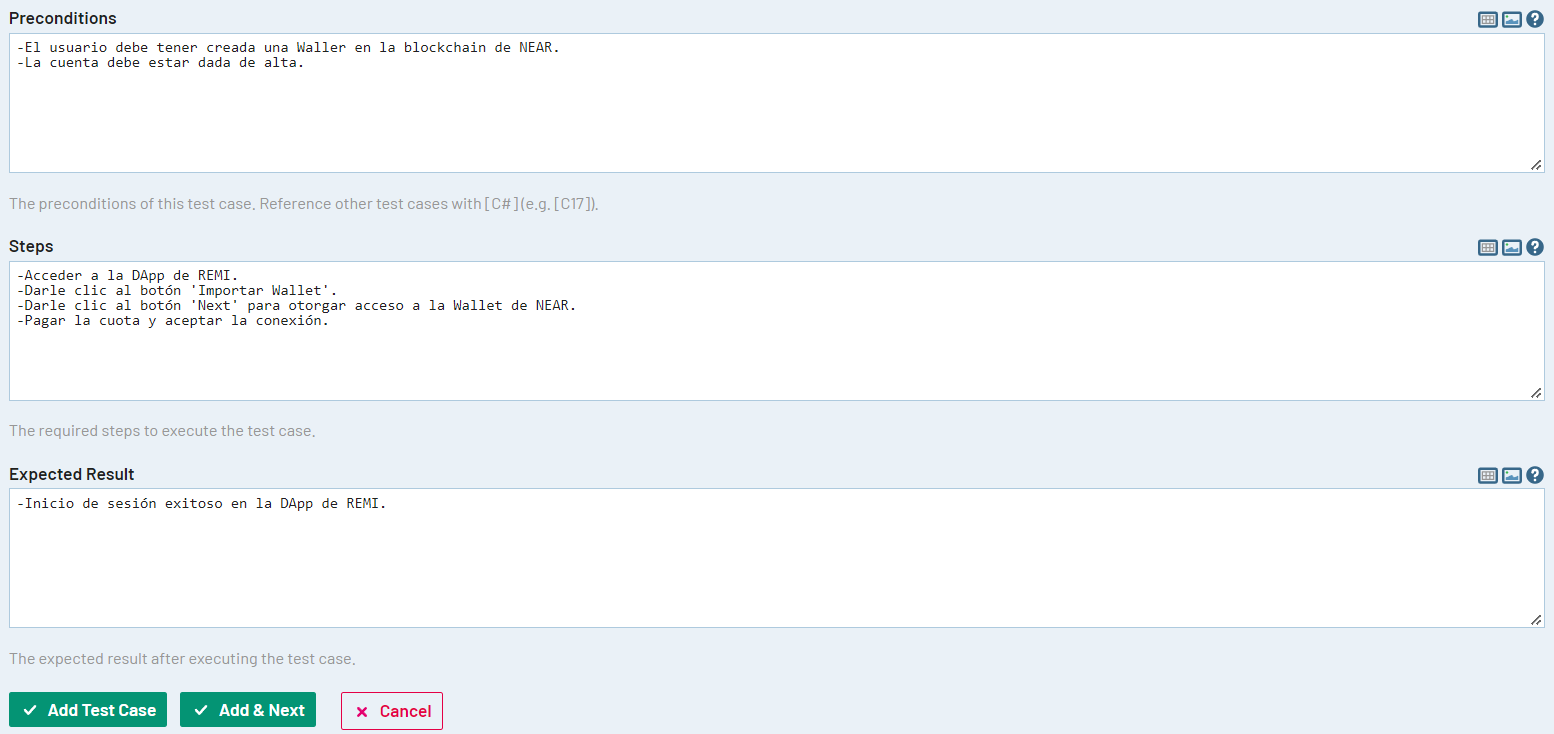 Preconditions
-El usuario debe tener creada una Waller en la blockchain de NEAR.
-La cuenta debe estar dada de alta.
The preconditions of this test case. Reference other test cases with [C#] (e.g. [C17]).
Steps
-Acceder a la DApp de REMI.
-Darle clic al botón 'Importar Wallet'.
-Darle clic al botón 'Next' para otorgar acceso a la Wallet de NEAR.
-Pagar la cuota y aceptar la conexión.
The required steps to execute the test case.
Expected Result
-Inicio de sesión exitoso en la DApp de REMI.
The expected result after executing the test case.
Add Test Case Add & Next Cancel